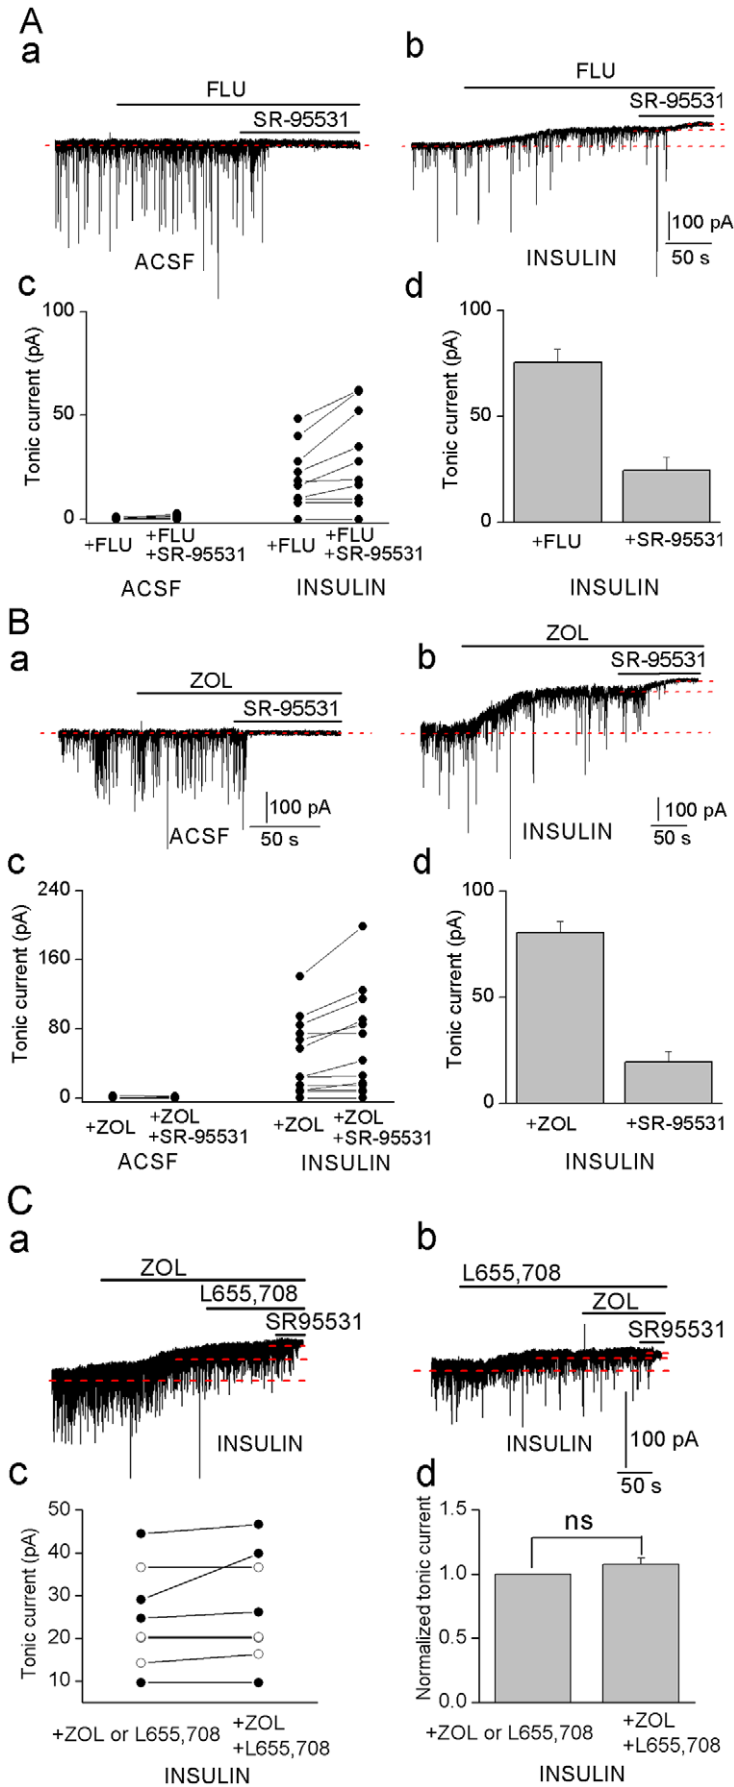 A
a
FLU
SR-95531
ACSF
b
FLU
SR-95531
100 pA
50 s
INSULIN
c
100
50
0
Tonic current (pA)
+FLU
+FLU
+SR-95531
+FLU
+FLU
+SR-95531
ACSF
INSULIN
d
100
50
0
Tonic current (pA)
+FLU
+SR-95531
INSULIN
B
a
ZOL
SR-95531
ACSF
100 pA
50 s
b
ZOL
SR-95531
INSULIN
100 pA
50 s
c
240
160
80
0
Tonic current (pA)
+ZOL
+ZOL
+SR-95531
+ZOL
+ZOL
+SR-95531
ACSF
INSULIN
d
100
50
0
Tonic current (pA)
+ZOL
+SR-95531
INSULIN
C
a
ZOL
L655,708
SR95531
INSULIN
b
L655,708
ZOL
SR95531
INSULIN
100 pA
50 s
c
50
40
30
20
10
Tonic current (pA)
+ZOL or L655,708
+ZOL
+L655,708
INSULIN
d
1.5
1.0
0.5
0.0
Normalized tonic current
ns
+ZOL or L655,708
+ZOL
+L655,708
INSULIN